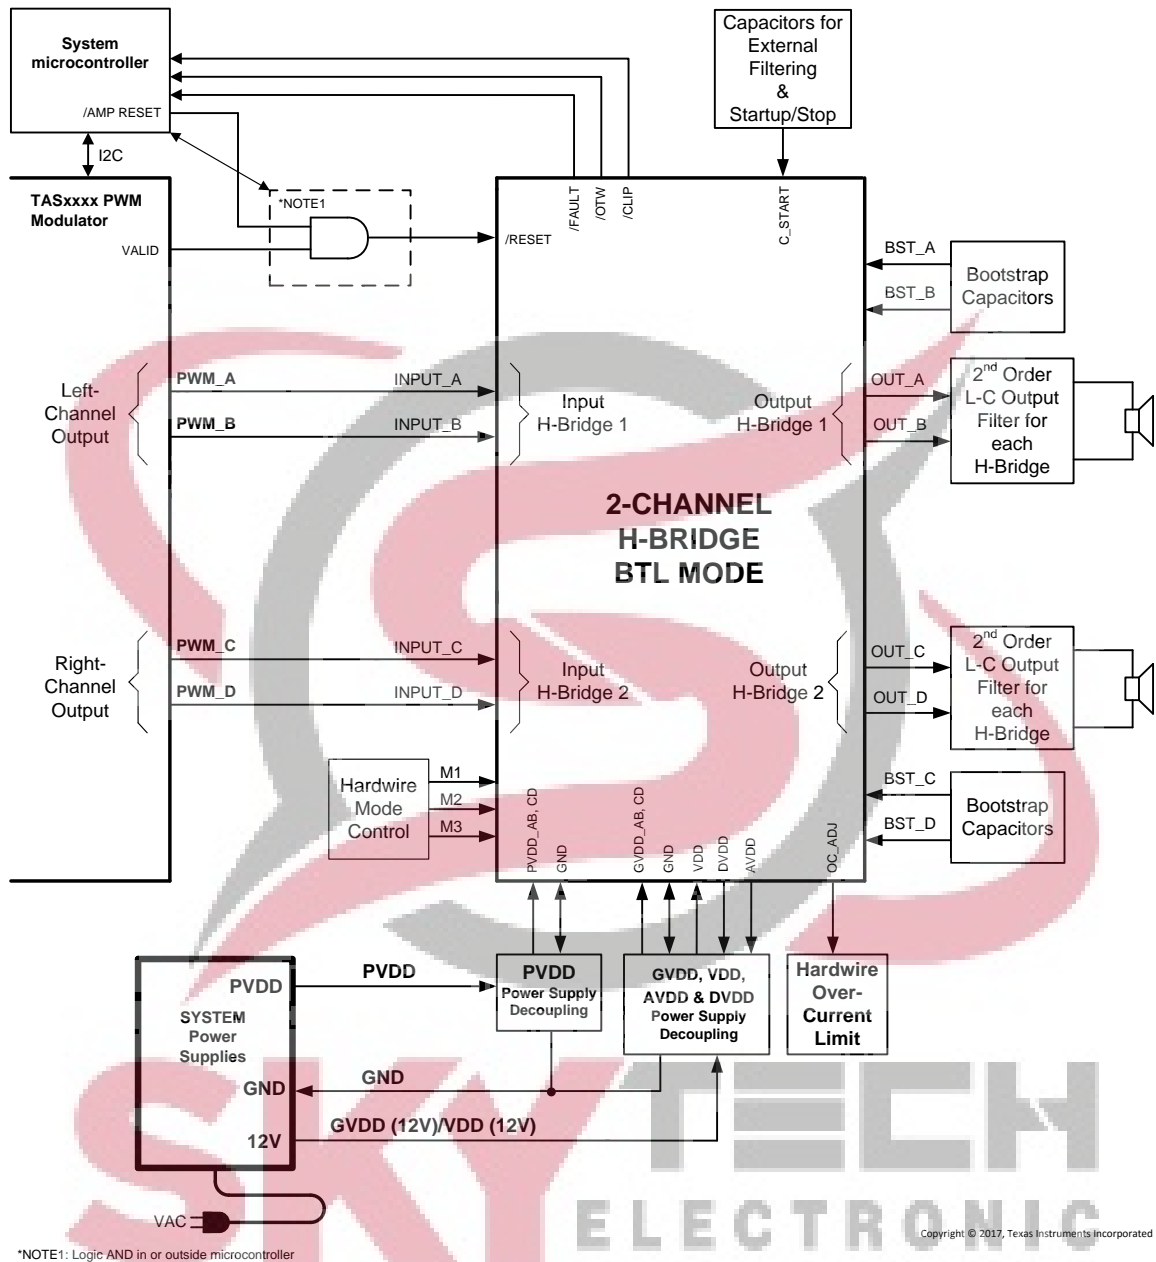 System
microcontroller
/AMP RESET
I2C
Capacitors for
External
Filtering
&
Startup/Stop
TASxxxx PWM
Modulator
VALID
*NOTE1
/RESET
/FAULT
/OTW
/CLIP
C_START
BST_A
BST_B
Bootstrap
Capacitors
Left-
Channel
Output
PWM_A
INPUT_A
PWM_B
INPUT_B
Input
H-Bridge 1
Output
H-Bridge 1
OUT_A
OUT_B
2nd Order
L-C Output
Filter for
each
H-Bridge
2-CHANNEL
H-BRIDGE
BTL MODE
Right-
Channel
Output
PWM_C
INPUT_C
PWM_D
INPUT_D
Input
H-Bridge 2
Output
H-Bridge 2
OUT_C
OUT_D
2nd Order
L-C Output
Filter for
each
H-Bridge
Hardwire
Mode
Control
M1
M2
M3
PVDD_AB, CD
GND
GVDD_AB, CD
GND
VDD
DVDD
AVDD
OC_ADJ
BST_C
BST_D
Bootstrap
Capacitors
PVDD
SYSTEM
Power
Supplies
GND
12V
PVDD
PVDD
Power Supply
Decoupling
GVDD, VDD,
AVDD & DVDD
Power Supply
Decoupling
Hardwire
Over-
Current
Limit
GND
GVDD (12V)/VDD (12V)
VAC
SKY TECH
ELECTRONIC
Copyright © 2017, Texas Instruments Incorporated
*NOTE1: Logic AND in or outside microcontroller